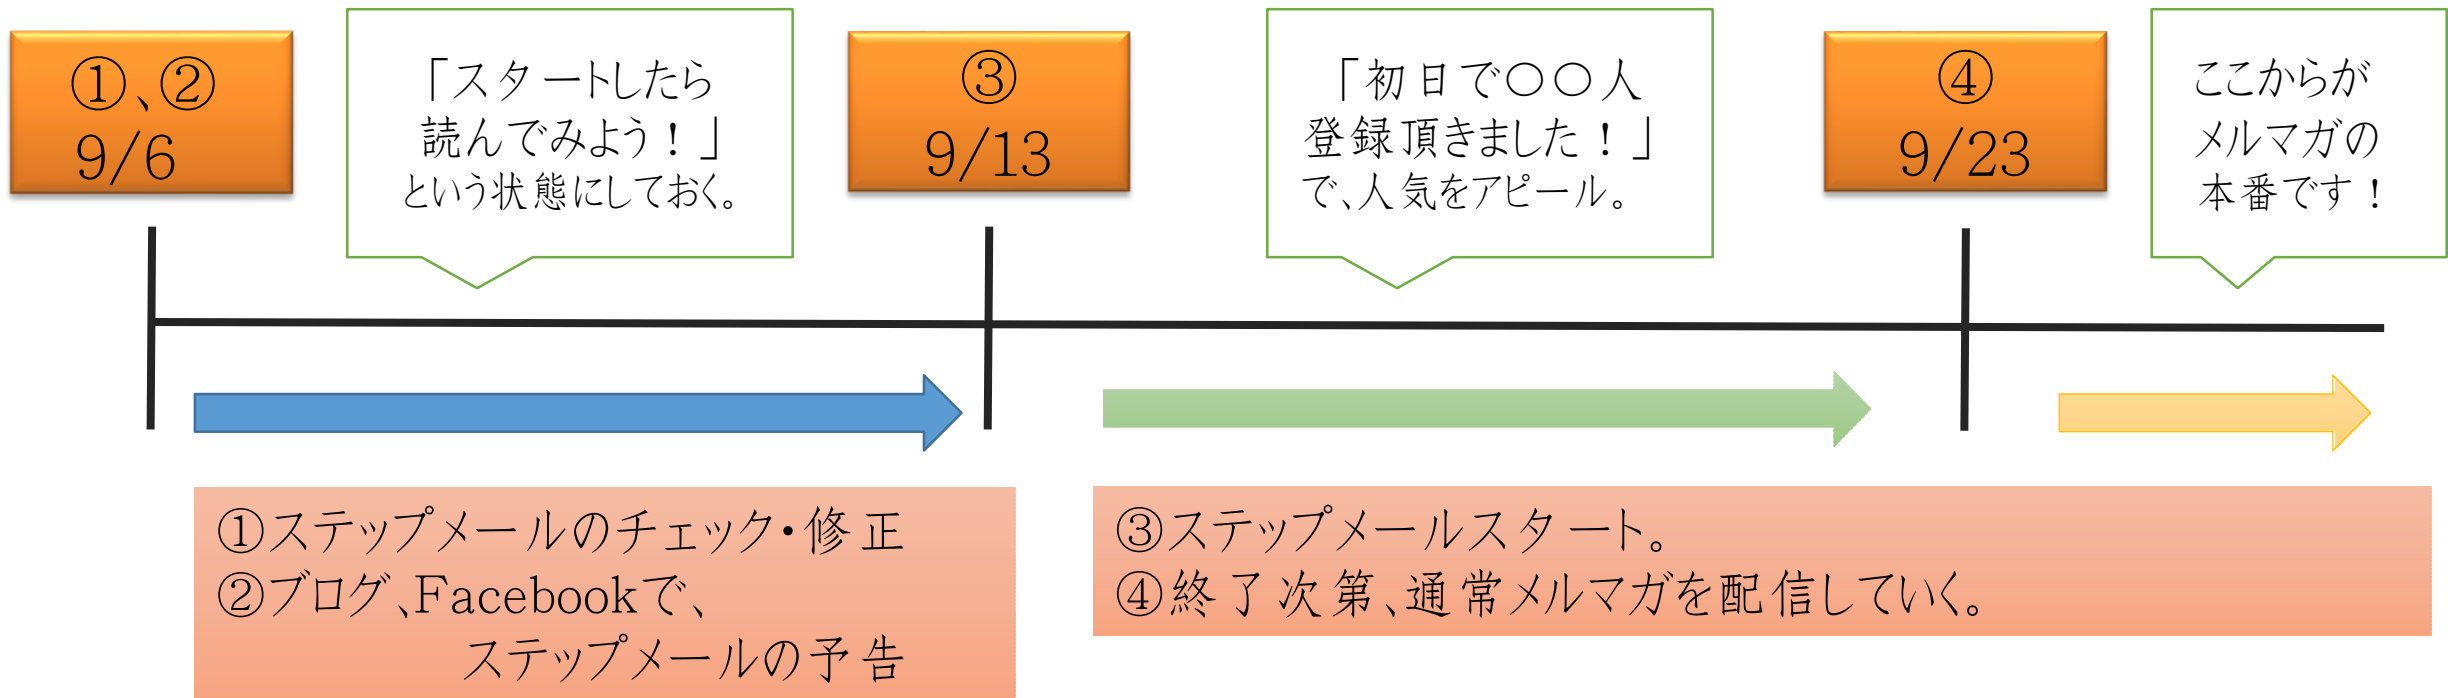 ①、②
9/6
「スタートしたら
読んでみよう！」
という状態にしておく。
③
9/13
「初日で〇〇人
登録頂きました！」
で、人気をアピール。
④
9/23
ここからが
メルマガの
本番です！
①ステップメールのチェック・修正
②ブログ、Facebookで、
ステップメールの予告
③ステップメールスタート。
④終了次第、通常メルマガを配信していく。